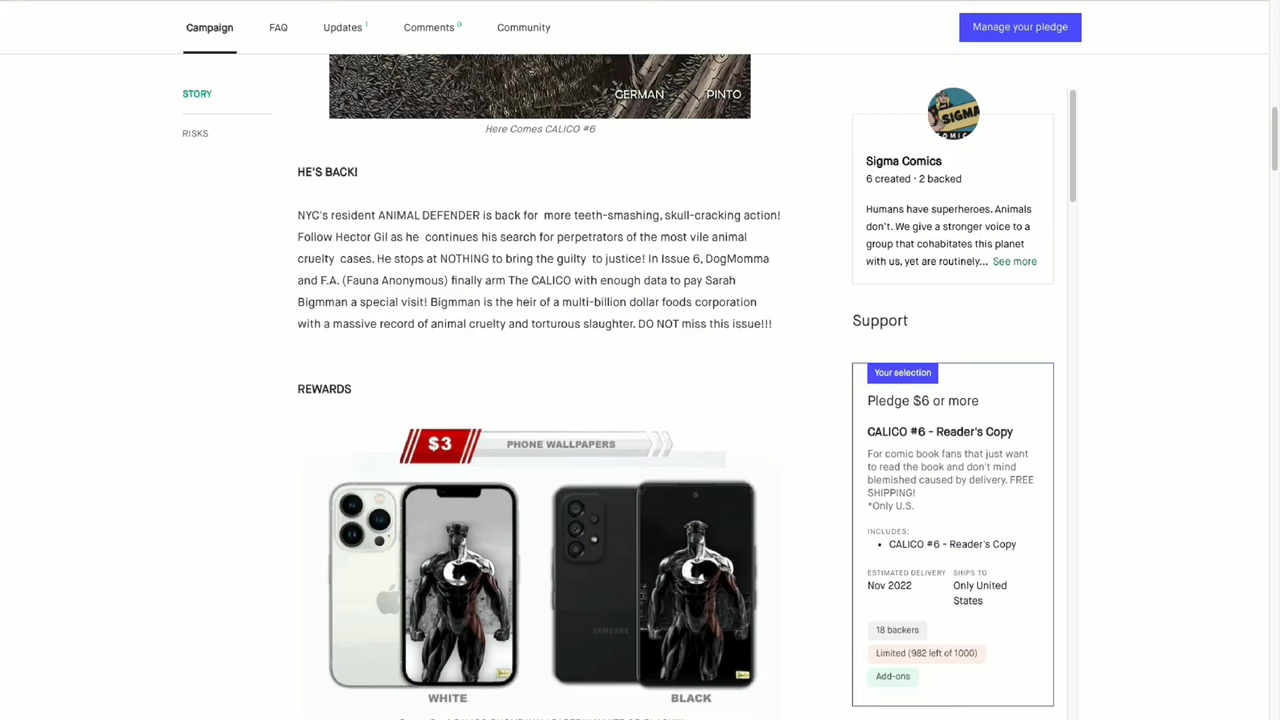 Campaign FAQ Updates 1 Comments 0 Community Manage your pledge
STORY
RISKS
GERMAN PINTO
Here Comes CALICO #6
HE'S BACK!
NYC's resident ANIMAL DEFENDER is back for more teeth-smashing, skull-cracking action!
Follow Hector Gil as he continues his search for perpetrators of the most vile animal
cruelty cases. He stops at NOTHING to bring the guilty to justice! In Issue 6, DogMomma
and F.A. (Fauna Anonymous) finally arm The CALICO with enough data to pay Sarah
Bigmman a special visit! Bigmman is the heir of a multi-billion dollar foods corporation
with a massive record of animal cruelty and torturous slaughter. DO NOT miss this issue!!!
REWARDS
$3 PHONE WALLPAPERS
SAMSUNG
WHITE BLACK
SIGMA
COMICS
Sigma Comics
6 created · 2 backed
Humans have superheroes. Animals
don't. We give a stronger voice to a
group that cohabitates this planet
with us, yet are routinely... See more
Support
Your selection
Pledge $6 or more
CALICO #6 - Reader's Copy
For comic book fans that just want
to read the book and don't mind
blemished caused by delivery. FREE
SHIPPING!
*Only U.S.
INCLUDES:
• CALICO #6 - Reader's Copy
ESTIMATED DELIVERY SHIPS TO
Nov 2022 Only United
States
18 backers
Limited (982 left of 1000)
Add-ons